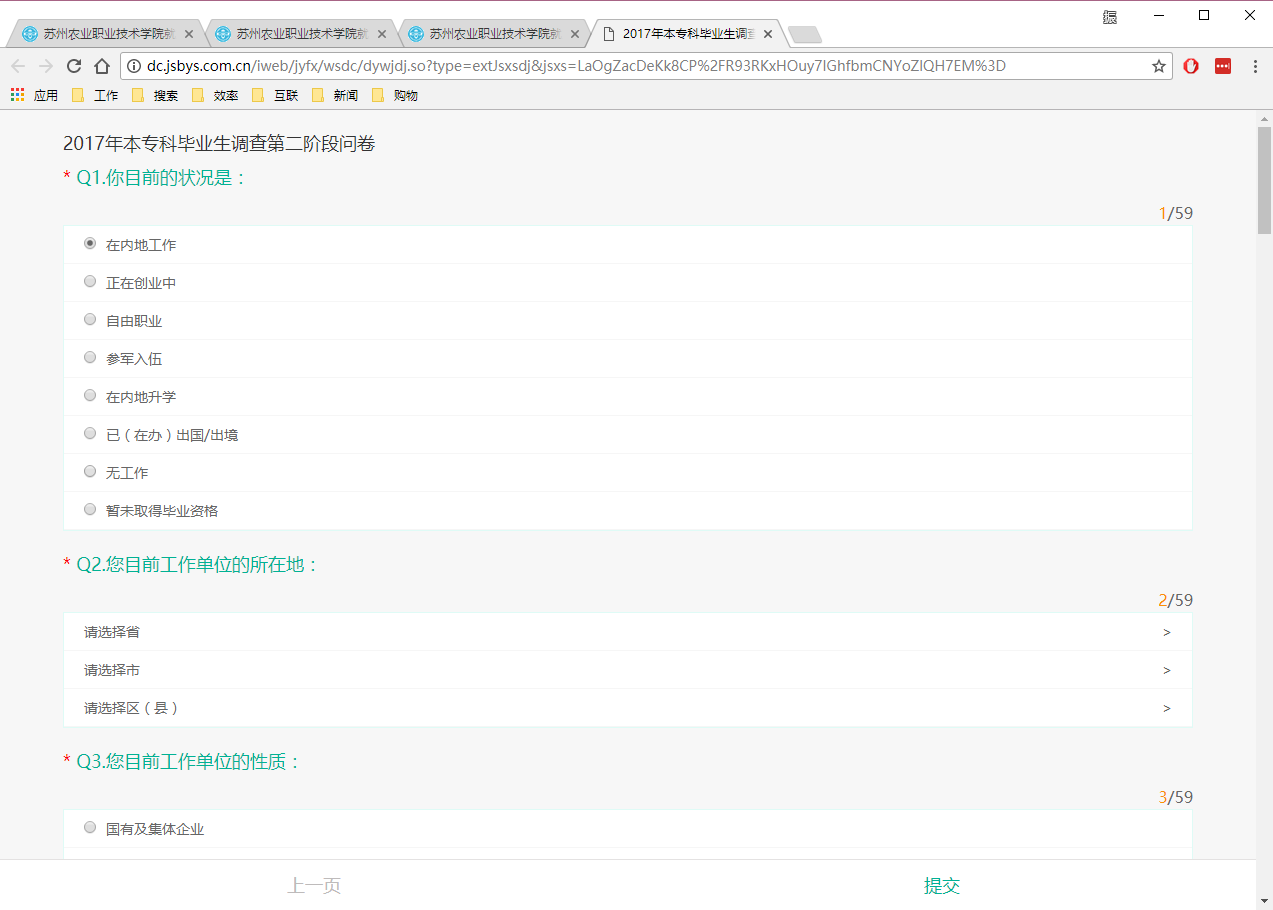 振
苏州农业职业技术学院就
苏州农业职业技术学院就
苏州农业职业技术学院就
2017年本专科毕业生调查
dc.jsbys.com.cn/iweb/jyfx/wsdc/dywjdj.so?type=extJsxsdj&jsxs=LaOgZacDeKk8CP%2FR93RKxHOuy7IGhfbmCNYoZIQH7EM%3D
应用 工作 搜索 效率 互联 新闻 购物
2017年本专科毕业生调查第二阶段问卷
* Q1.你目前的状况是：
1/59
在内地工作
正在创业中
自由职业
参军入伍
在内地升学
已（在办）出国/出境
无工作
暂未取得毕业资格
* Q2.您目前工作单位的所在地：
2/59
请选择省 >
请选择市 >
请选择区（县） >
* Q3.您目前工作单位的性质：
3/59
国有及集体企业
上一页 提交